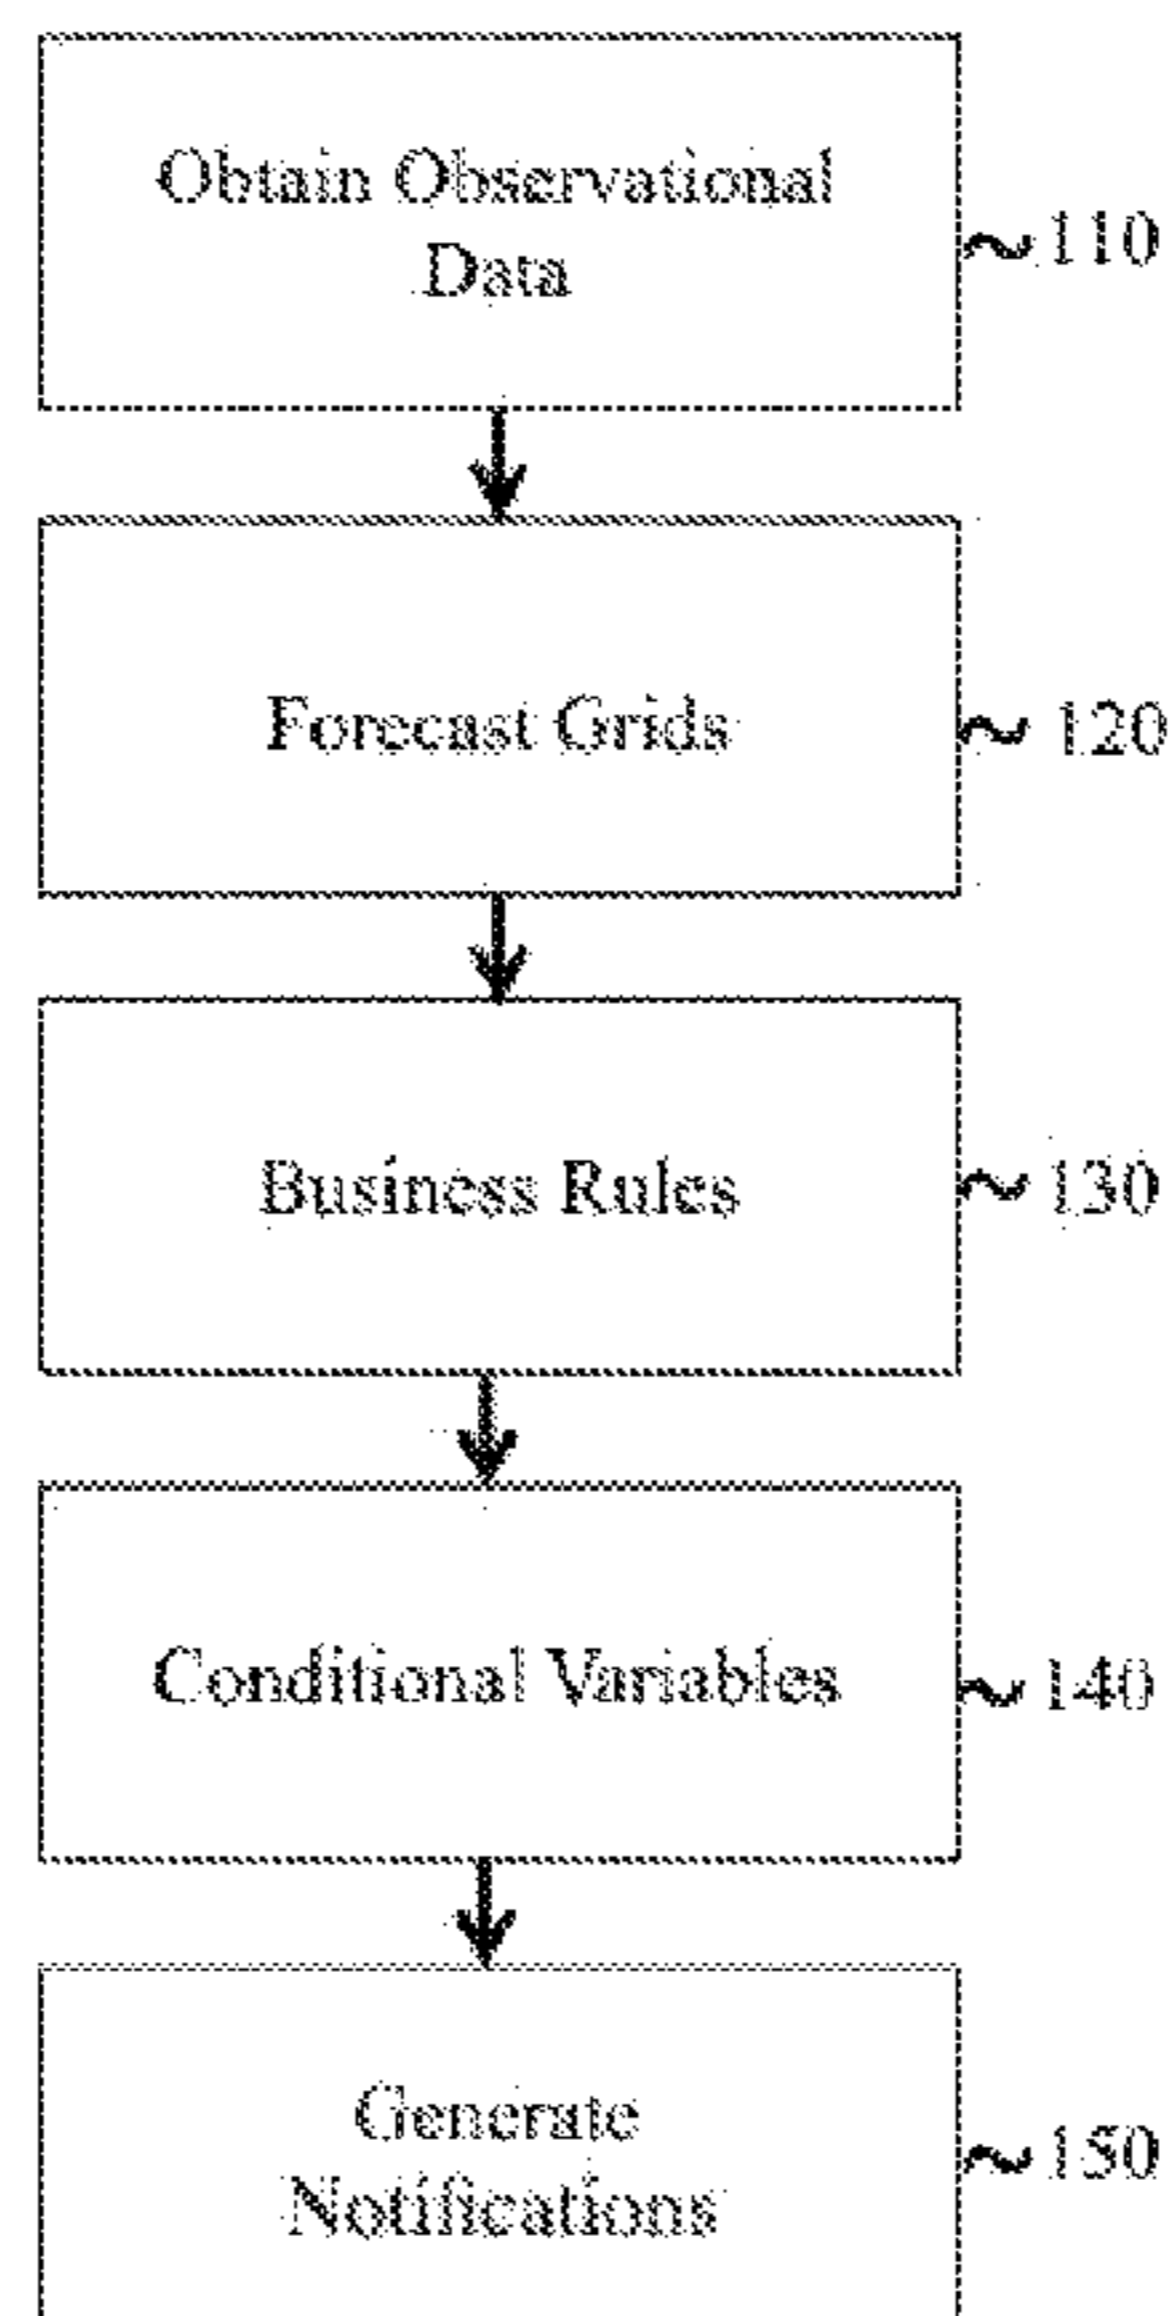 Obtain Observational
Data
110
Forecast Grids
120
Business Rules
130
Conditional Variables
140
Generate
Notifications
150